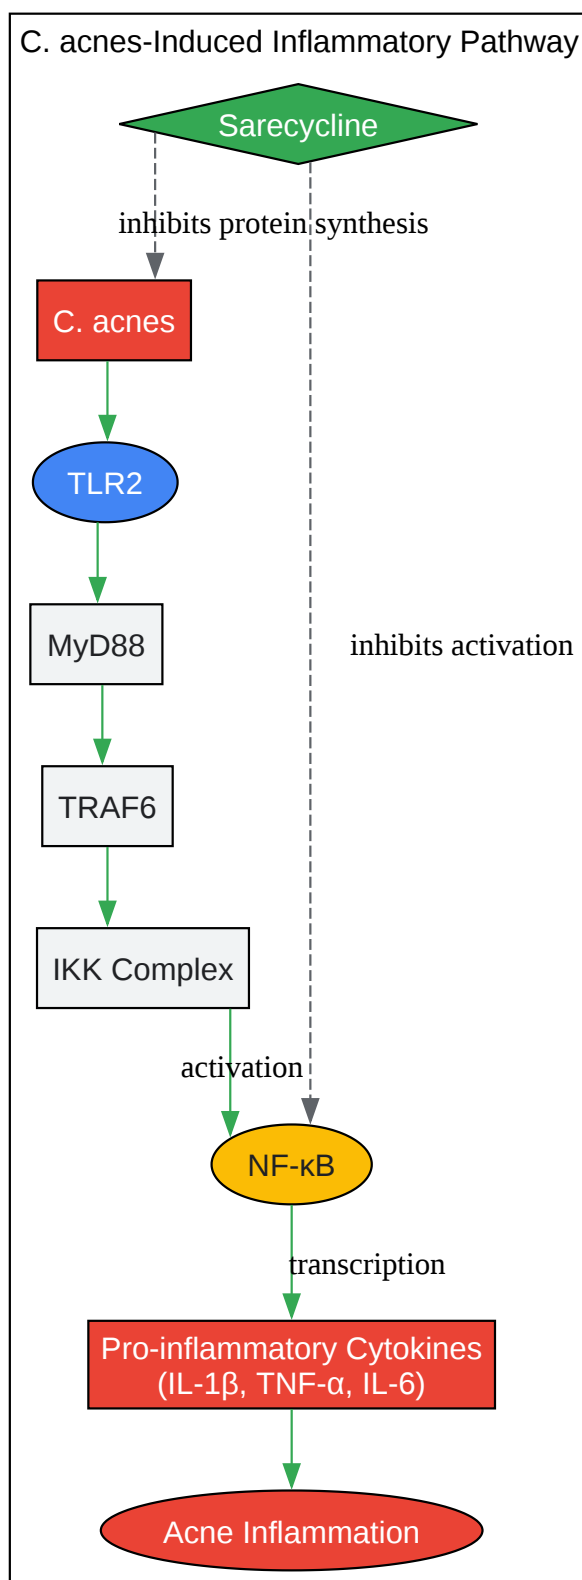 C. acnes-Induced Inflammatory Pathway
Sarecycline
inhibits protein synthesis
C. acnes
TLR2
MyD88
inhibits activation
TRAF6
IKK Complex
activation
NF-κB
transcription
Pro-inflammatory Cytokines
(IL-1β, TNF-α, IL-6)
Acne Inflammation